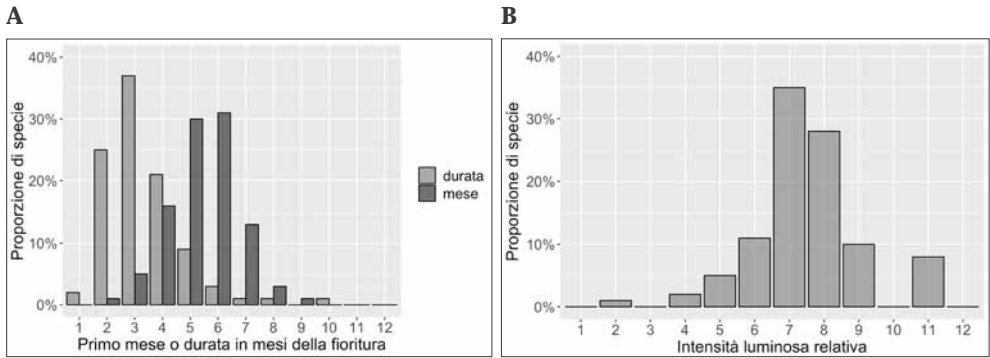 A
B
Proporzione di specie
40%
30%
20%
10%
0%
1 2 3 4 5 6 7 8 9 10 11 12
Primo mese o durata in mesi della fioritura
durata
mese
Proporzione di specie
40%
30%
20%
10%
0%
1 2 3 4 5 6 7 8 9 10 11 12
Intensità luminosa relativa